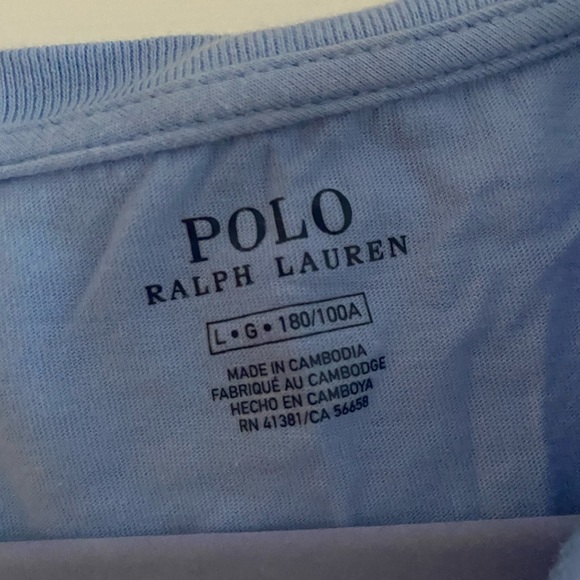 POLO
RALPH LAUREN
L • G • 180/100A
MADE IN CAMBODIA
FABRIQUÉ AU CAMBODGE
HECHO EN CAMBOYA
RN 41381/CA 56658